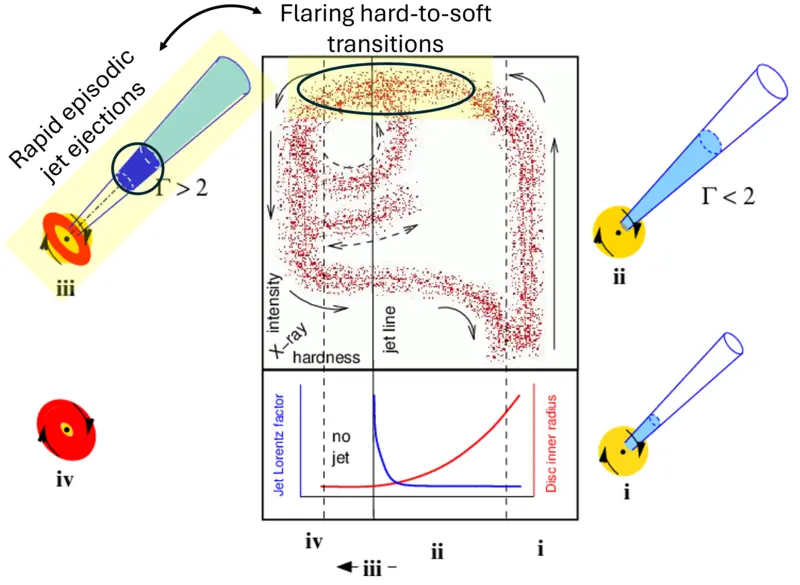 Flaring hard-to-soft
transitions
Rapid episodic
jet ejections
Γ > 2
iii
Γ < 2
ii
intensity
X-ray
hardness
jet line
iv
i
Jet Lorentz factor
no
jet
Disc inner radius
iv
iii
ii
i